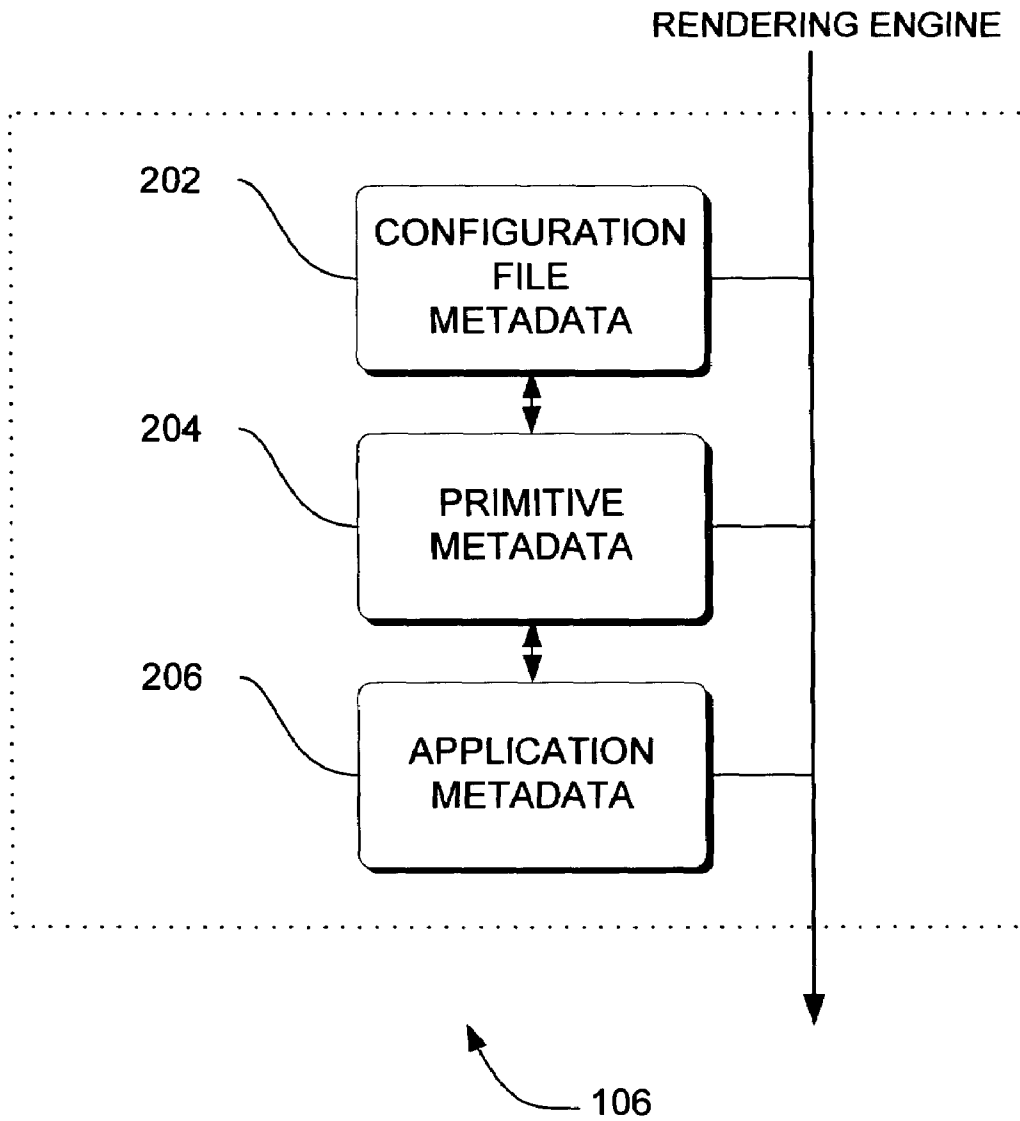 RENDERING ENGINE
202
CONFIGURATION
FILE
METADATA
204
PRIMITIVE
METADATA
206
APPLICATION
METADATA
106